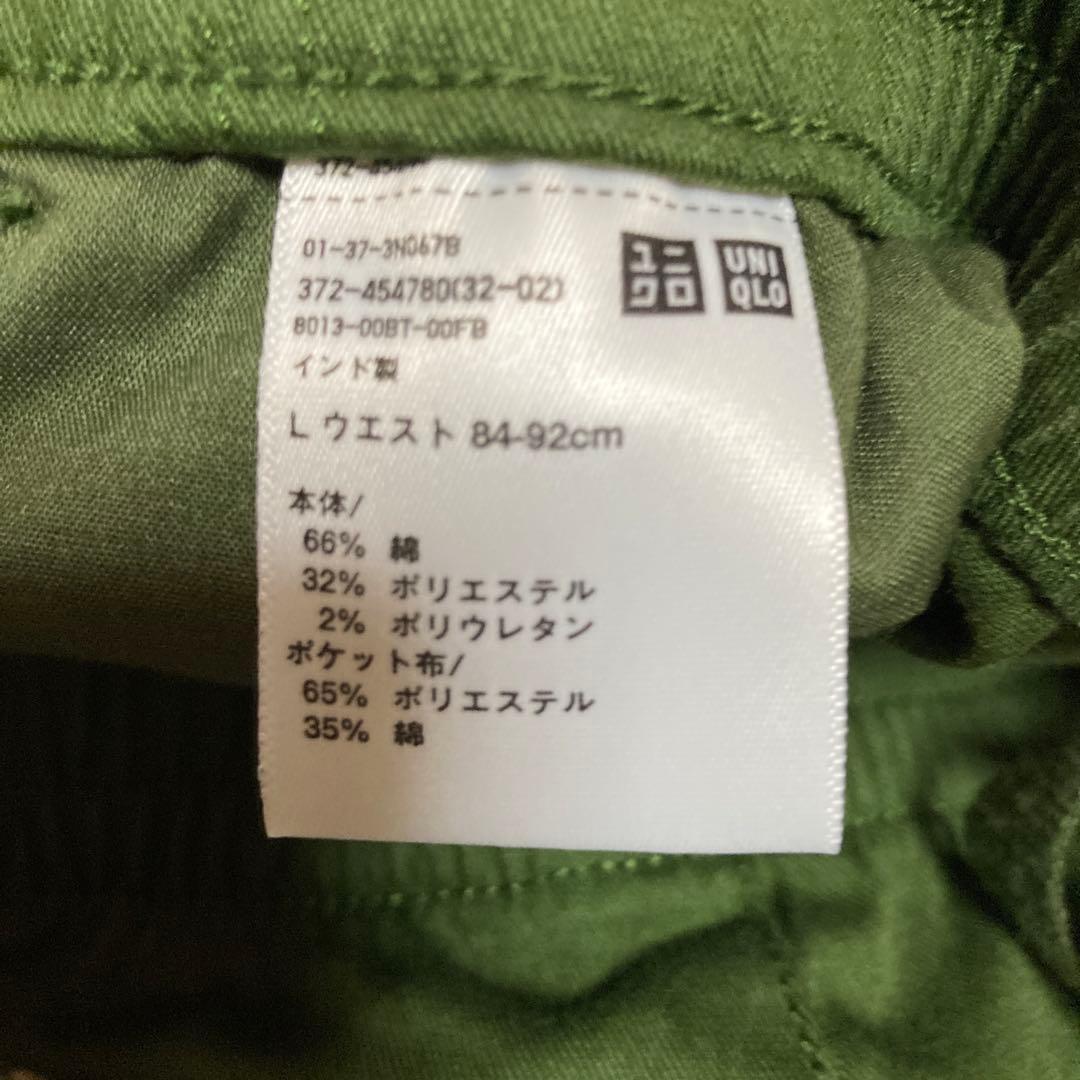 01-37-3N067B
372-454780(32-02)
8013-00BT-00FB
インド製
ユニ
クロ
UNI
QLO
L ウエスト 84-92cm
本体/
66% 綿
32% ポリエステル
2% ポリウレタン
ポケット布/
65% ポリエステル
35% 綿